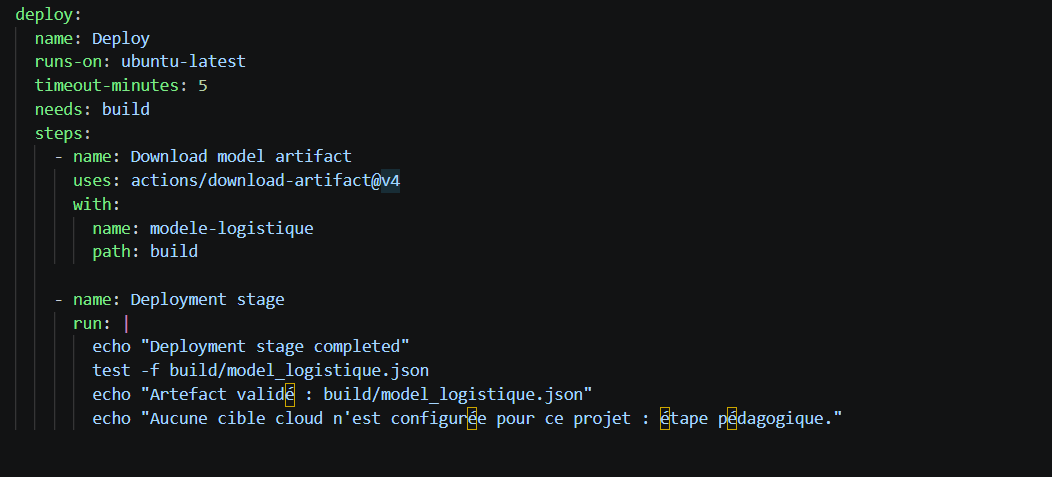 deploy:
  name: Deploy
  runs-on: ubuntu-latest
  timeout-minutes: 5
  needs: build
  steps:
    - name: Download model artifact
      uses: actions/download-artifact@v4
      with:
        name: modele-logistique
        path: build

    - name: Deployment stage
      run: |
        echo "Deployment stage completed"
        test -f build/model_logistique.json
        echo "Artefact validé : build/model_logistique.json"
        echo "Aucune cible cloud n'est configurée pour ce projet : étape pédagogique."